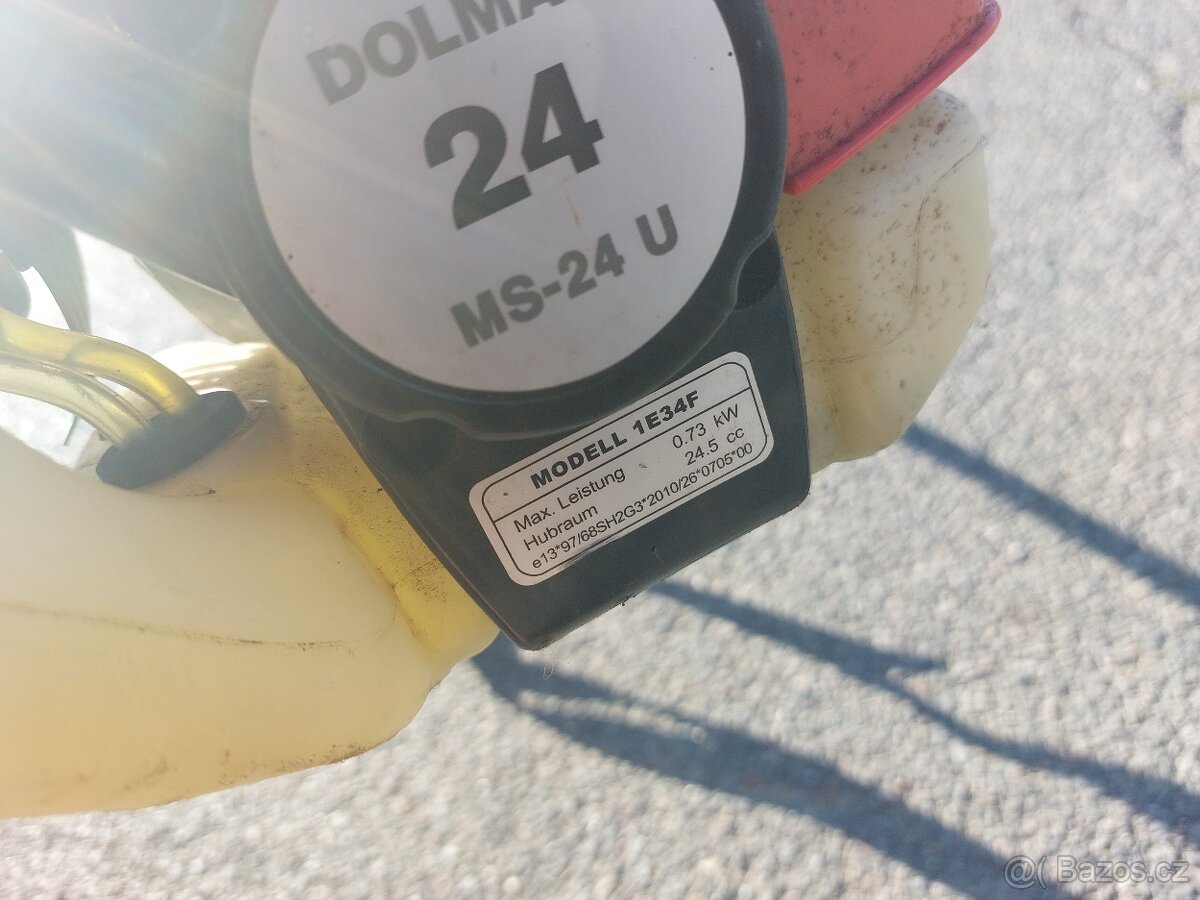 DOLMA
24
MS-24 U
MODELL 1E34F
Max. Leistung 0.73 kW
Hubraum 24.5 cc
e13*97/68SH2G3*2010/26*0705*00
@( Bazos.cz